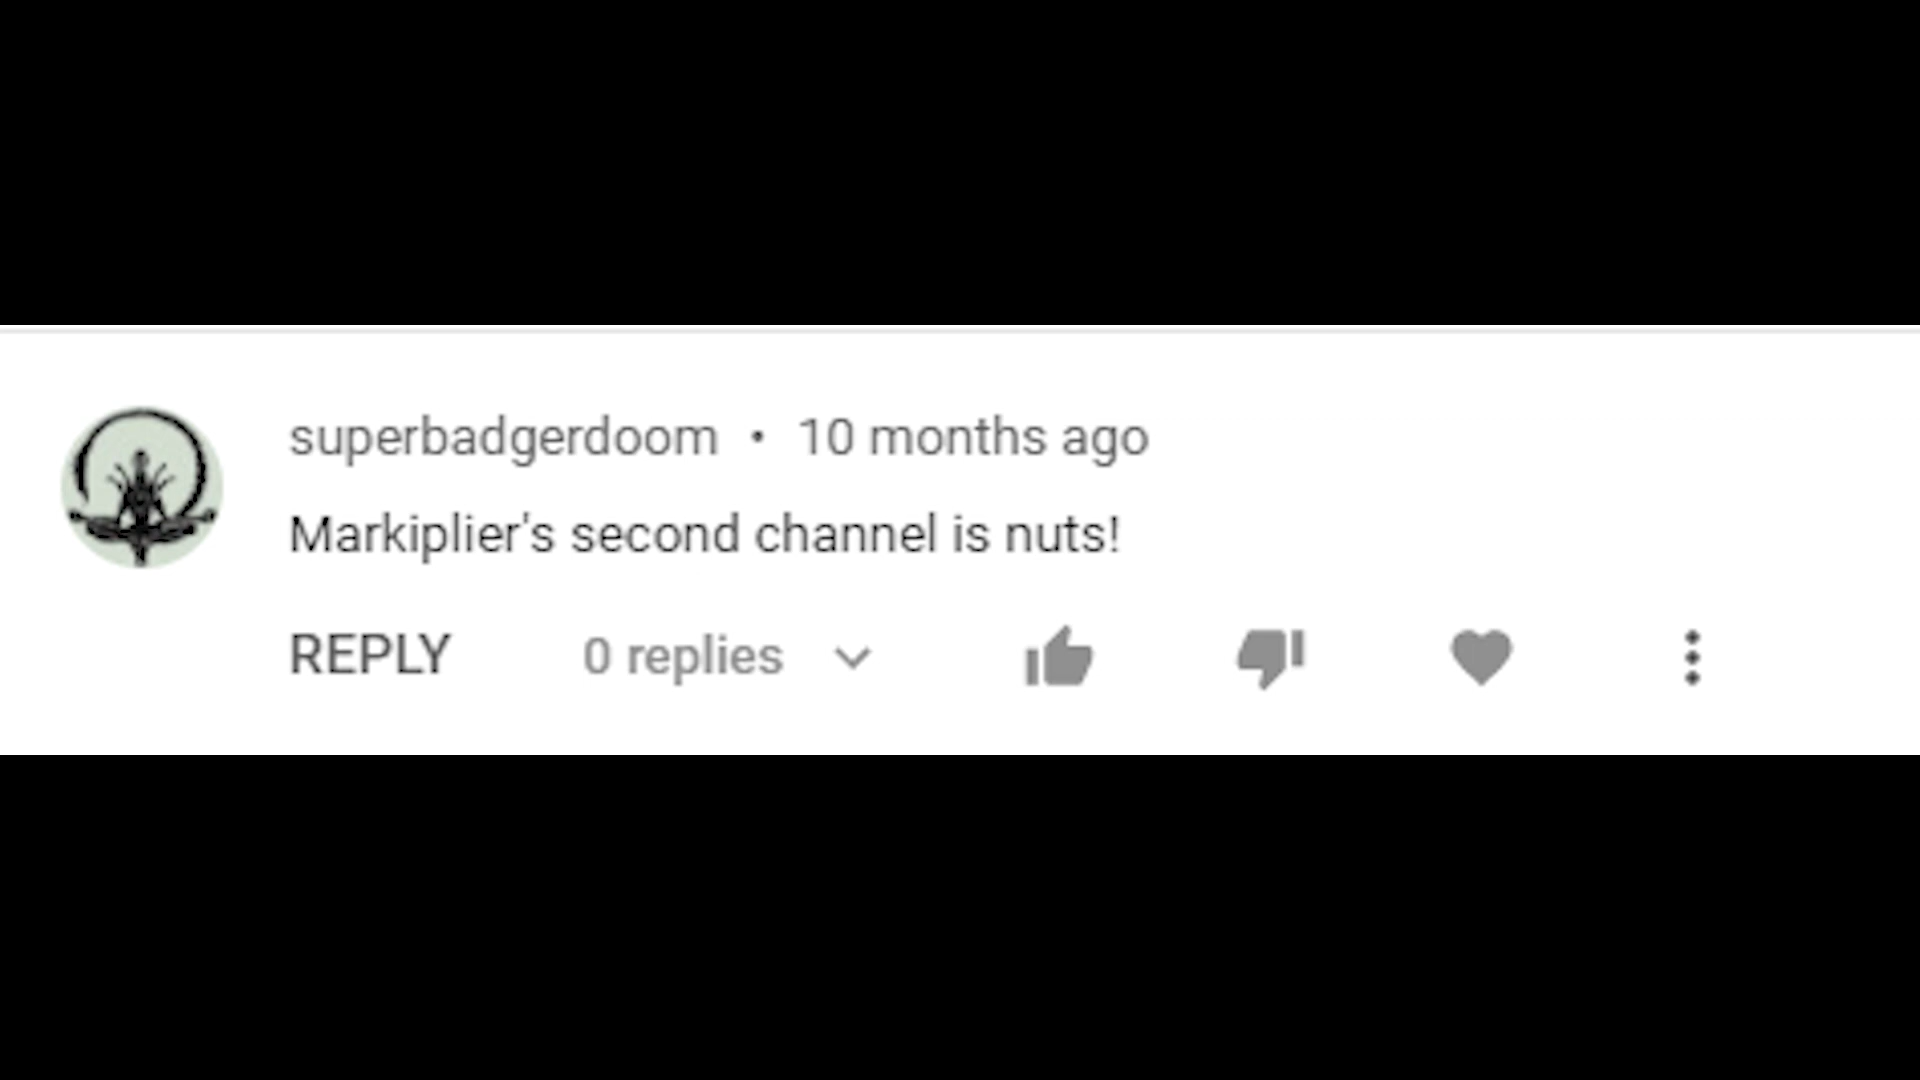 superbadgerdoom • 10 months ago
Markiplier's second channel is nuts!
REPLY 0 replies